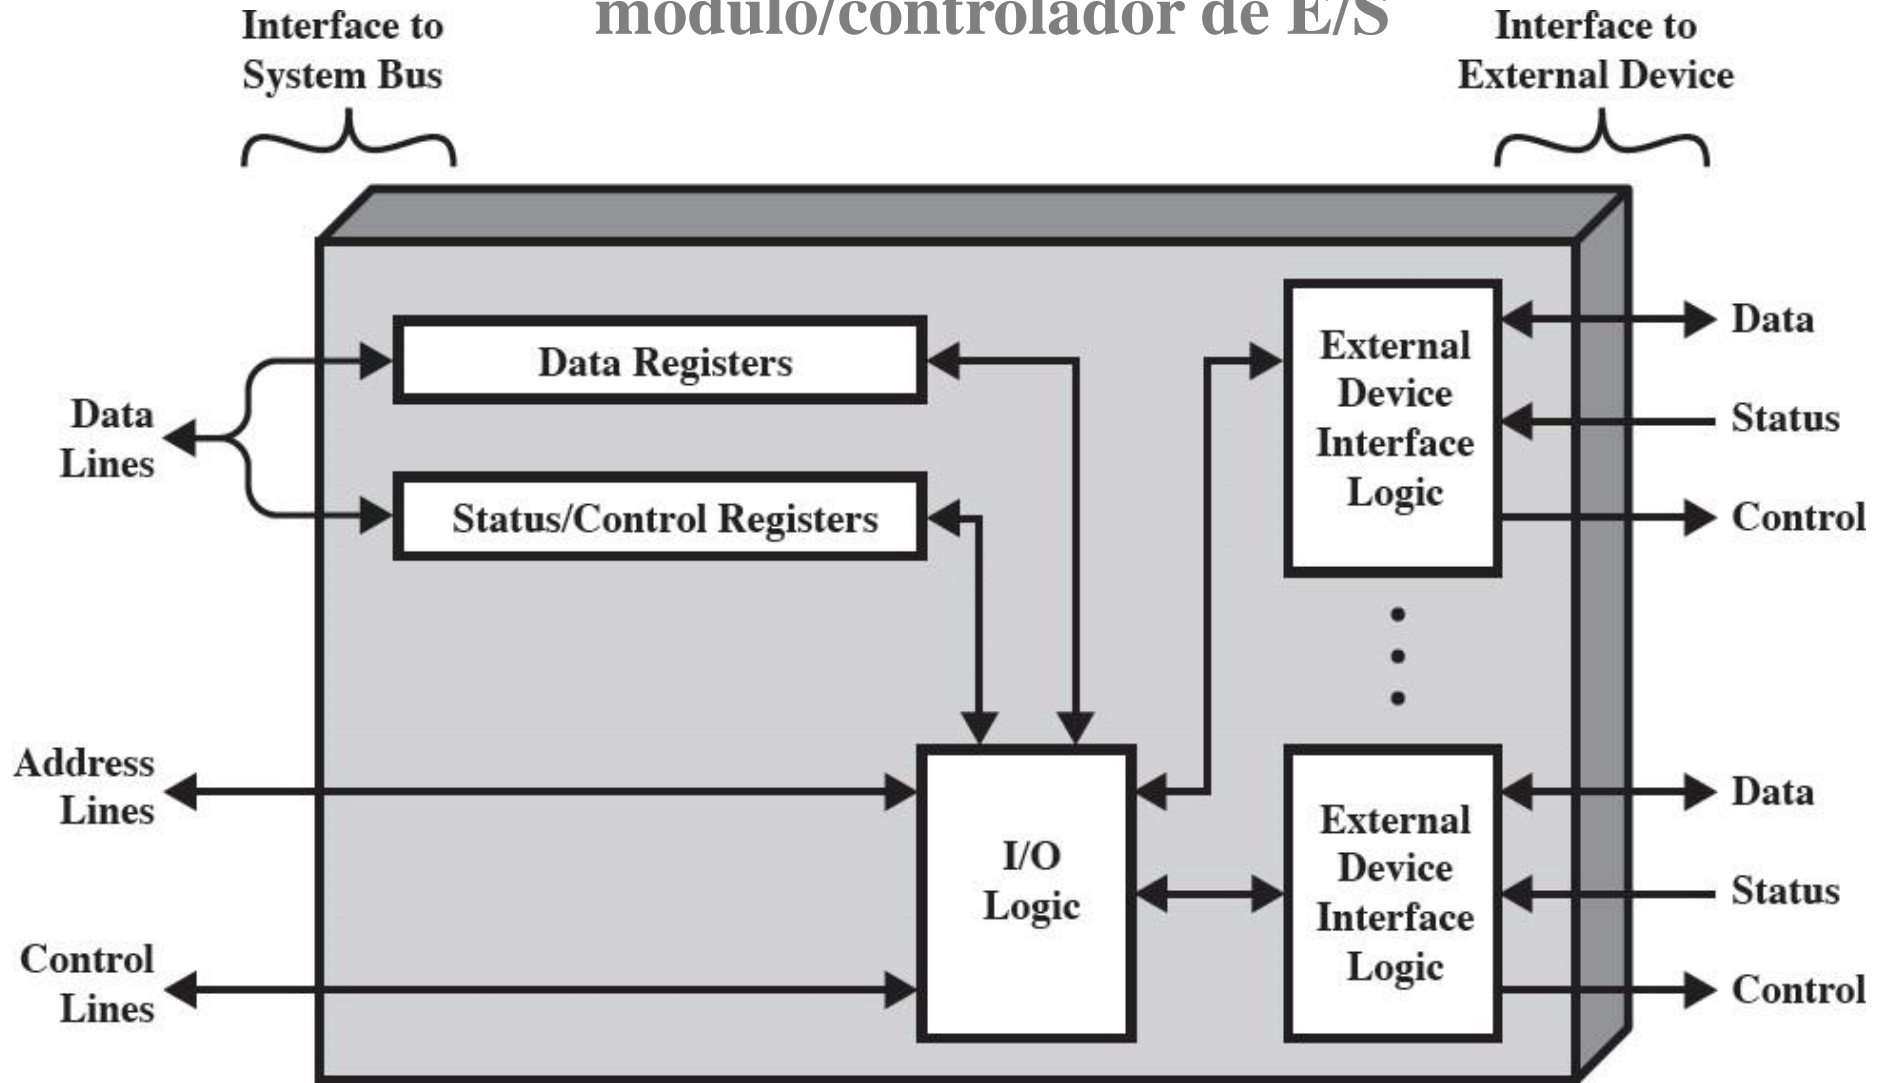 módulo/controlador de E/S
Interface to
System Bus
Interface to
External Device
Data Registers
Status/Control Registers
Data
Lines
Address
Lines
Control
Lines
I/O
Logic
External
Device
Interface
Logic
Data
Status
Control
External
Device
Interface
Logic
Data
Status
Control